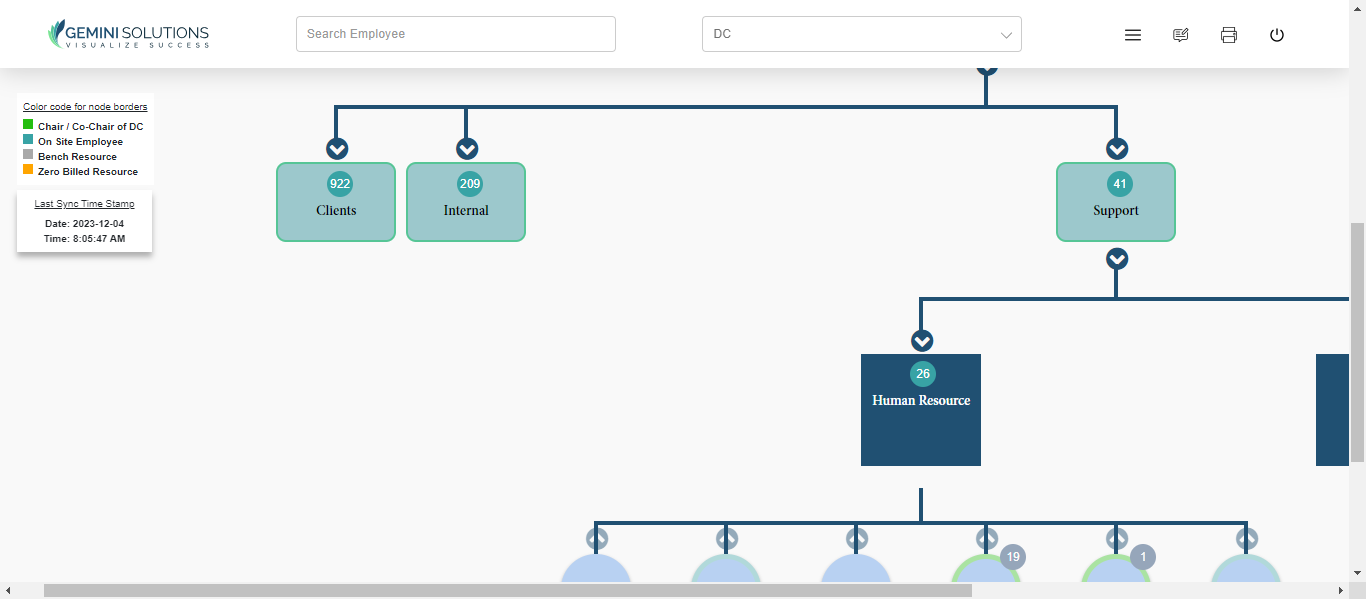 GEMINI SOLUTIONS
VISUALIZE SUCCESS
Search Employee
DC
Color code for node borders
Chair / Co-Chair of DC
On Site Employee
Bench Resource
Zero Billed Resource
Last Sync Time Stamp
Date: 2023-12-04
Time: 8:05:47 AM
922
Clients
209
Internal
41
Support
26
Human Resource
19
1